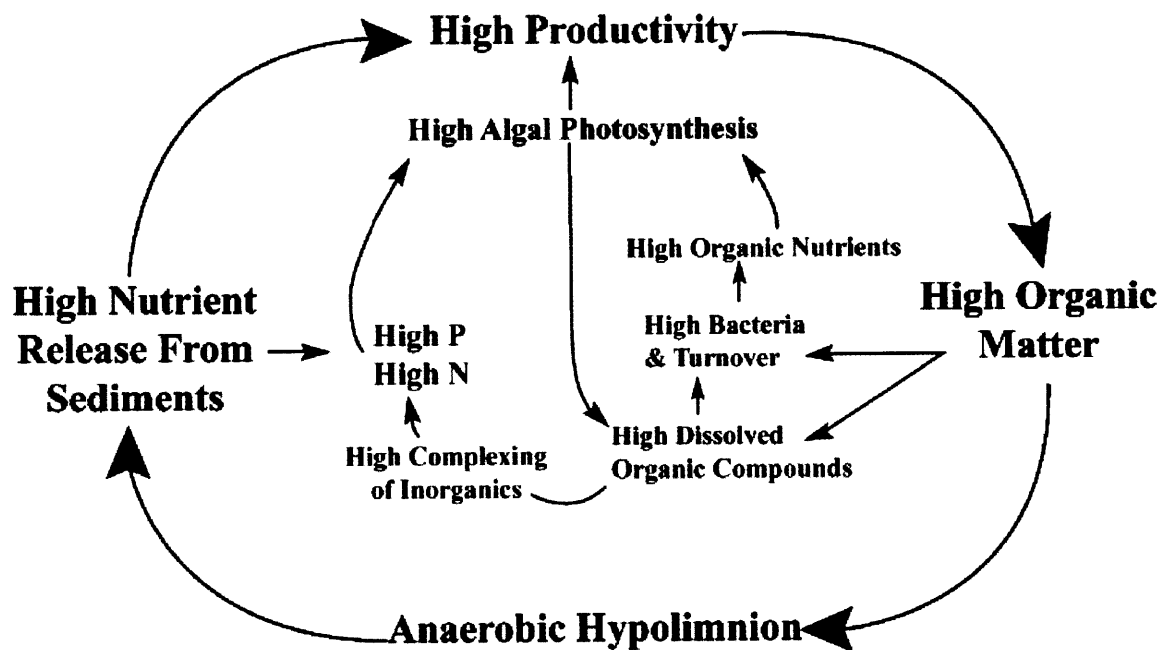 High Productivity
High Algal Photosynthesis
High Organic Nutrients
High Nutrient
Release From
Sediments
High Organic
Matter
High P
High N
High Bacteria
& Turnover
High Complexing
of Inorganics
High Dissolved
Organic Compounds
Anaerobic Hypolimnion